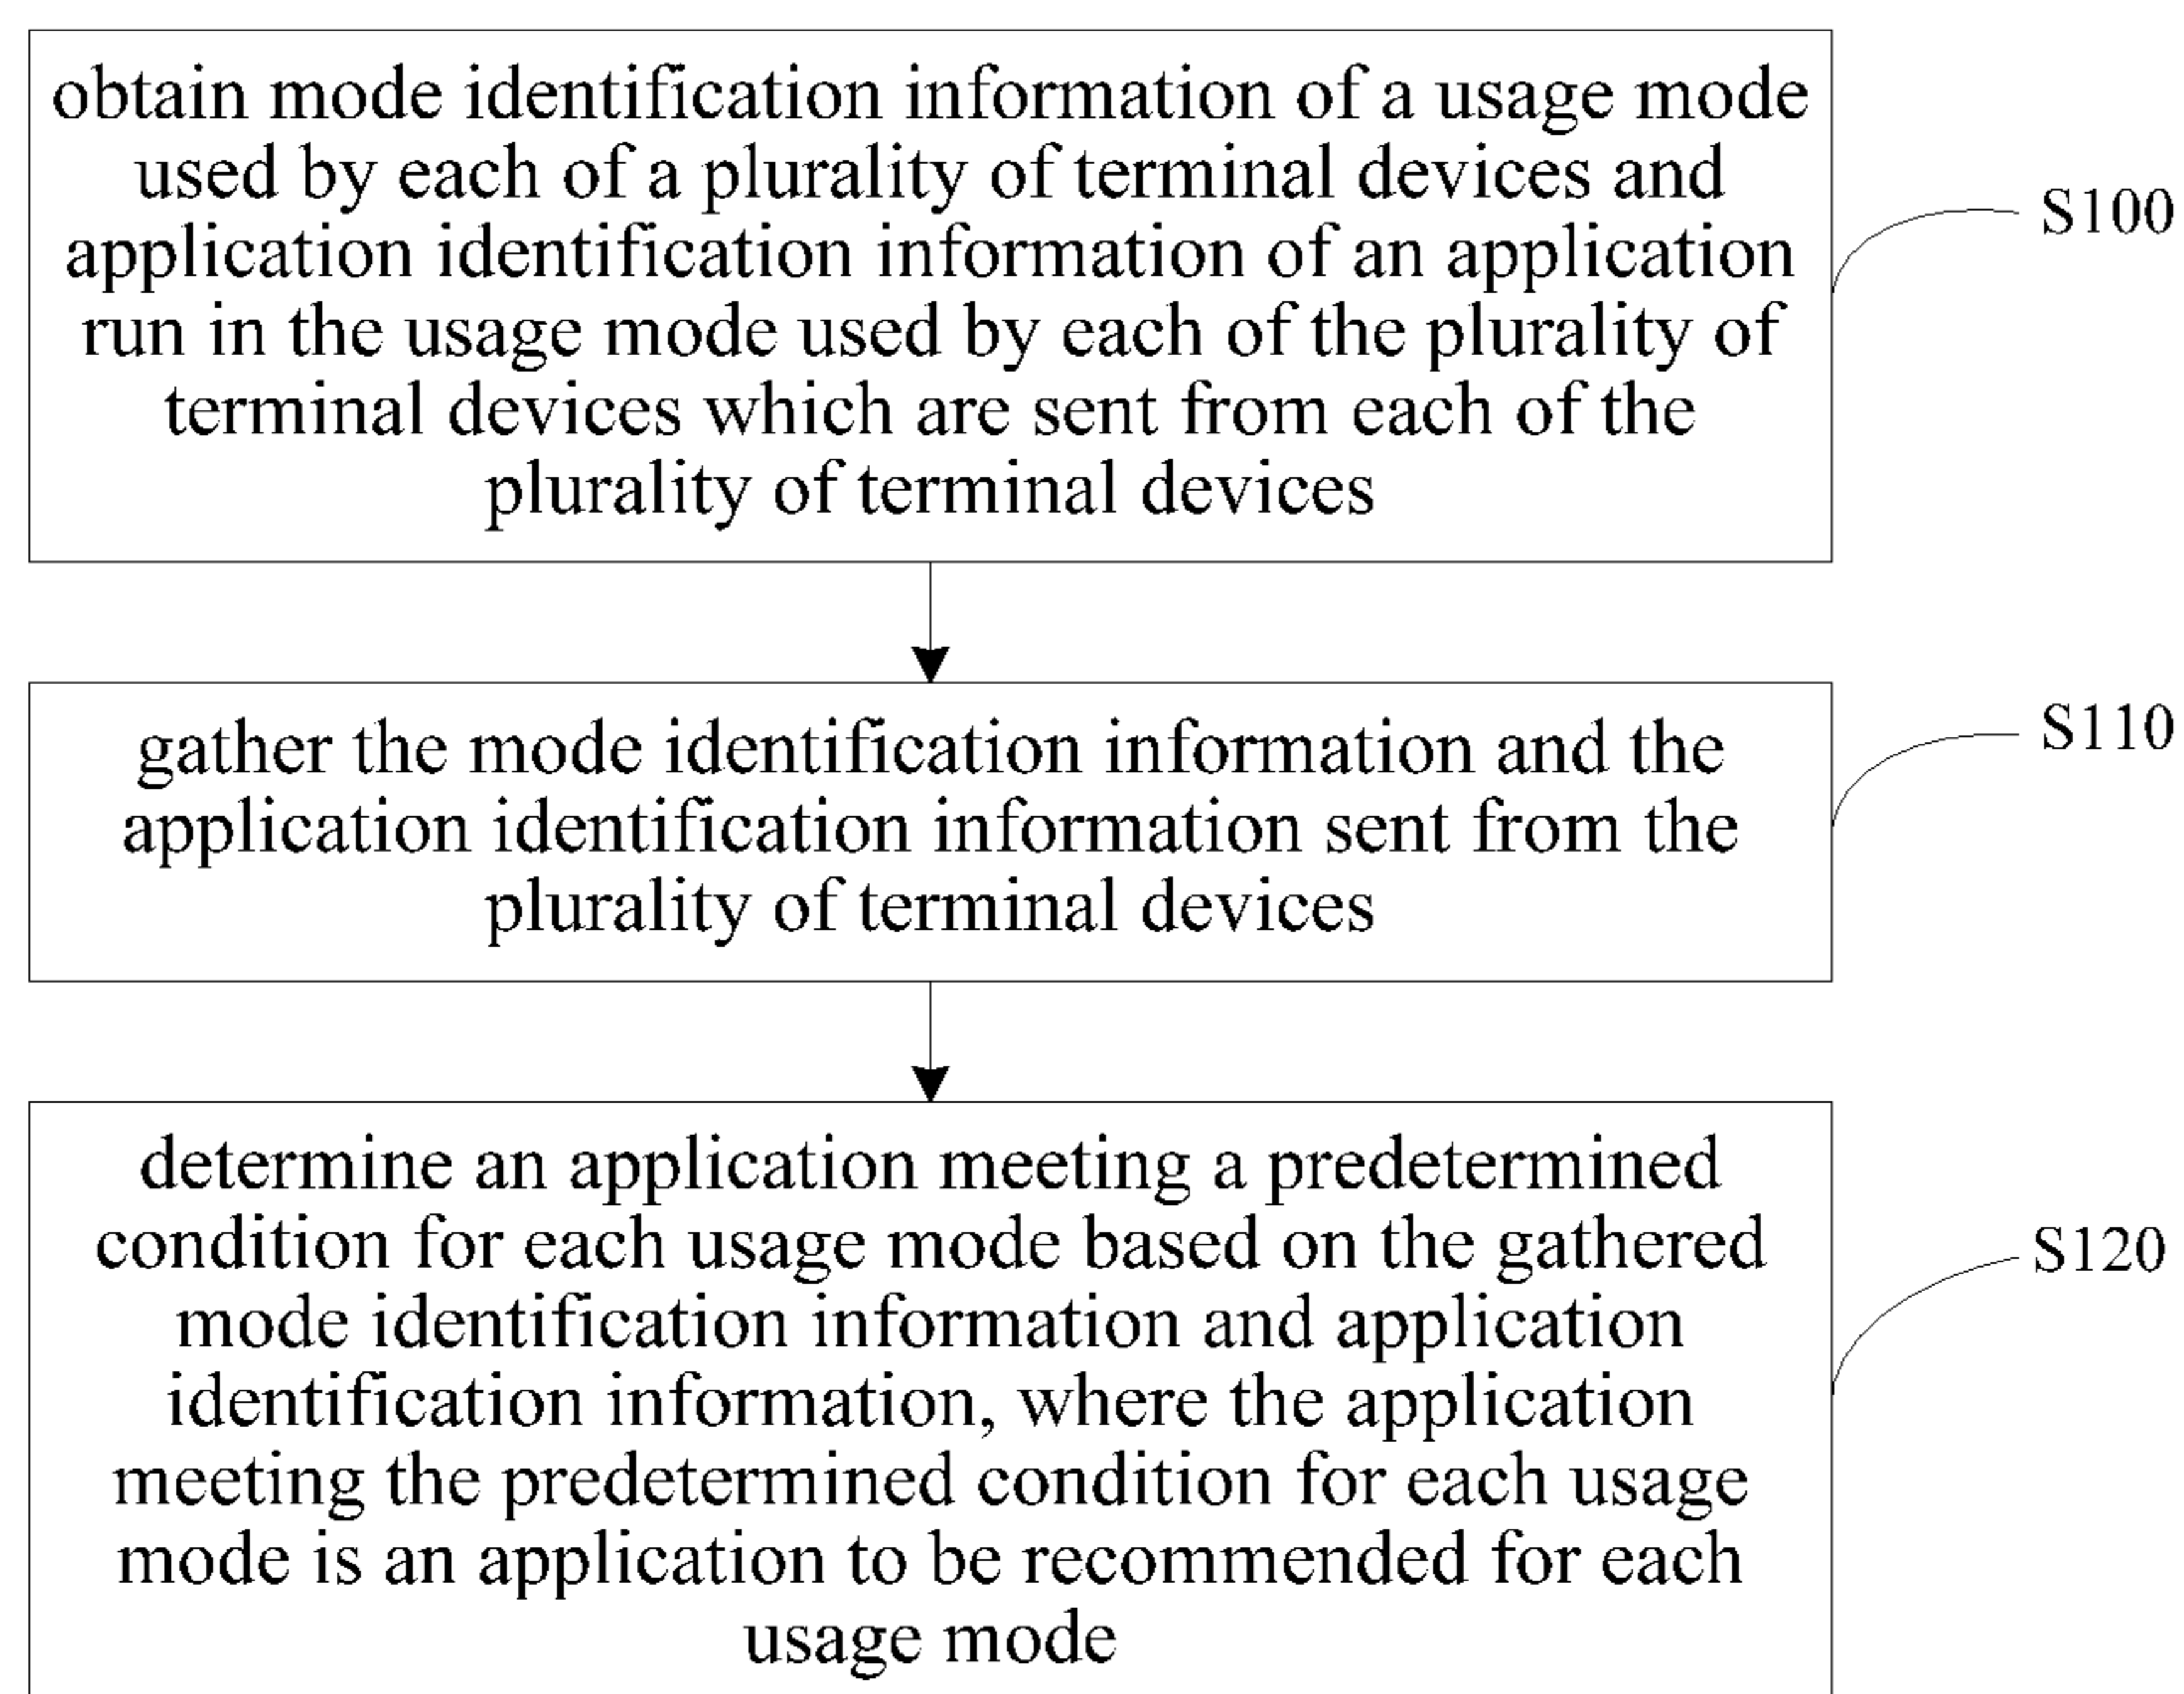 obtain mode identification information of a usage mode
used by each of a plurality of terminal devices and
application identification information of an application
run in the usage mode used by each of the plurality of
terminal devices which are sent from each of the
plurality of terminal devices
S100
gather the mode identification information and the
application identification information sent from the
plurality of terminal devices
S110
determine an application meeting a predetermined
condition for each usage mode based on the gathered
mode identification information and application
identification information, where the application
meeting the predetermined condition for each usage
mode is an application to be recommended for each
usage mode
S120